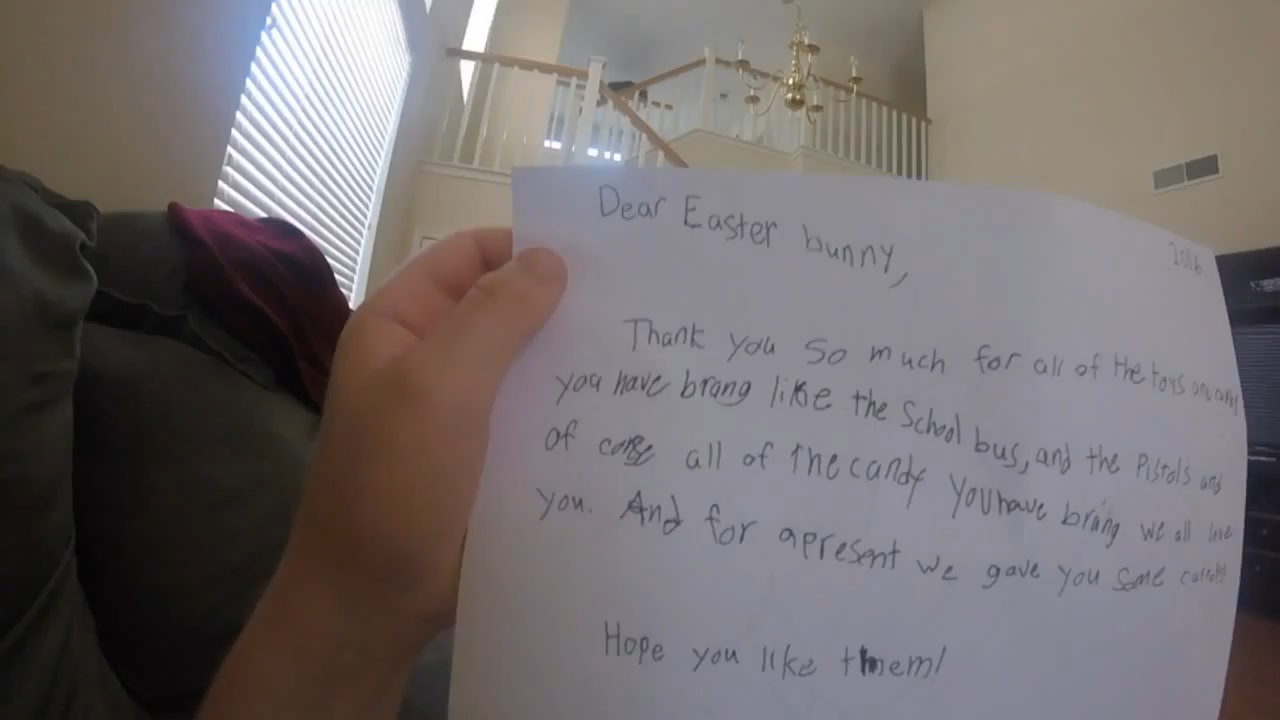 Dear Easter bunny,
2016
Thank you so much for all of the toys and candy
you have brang like the School bus, and the Pistols and
of corse all of the candy you have brang we all love
you. And for apresent we gave you some carrots
Hope you like them!